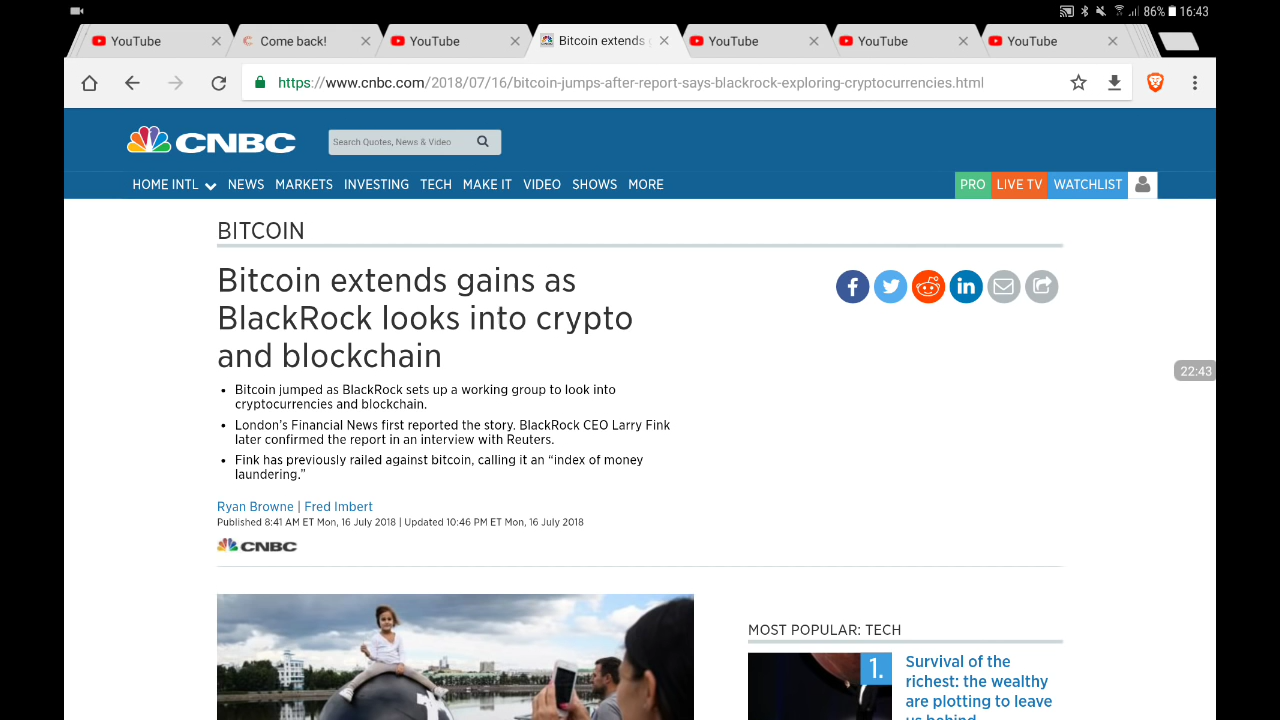 86% 16:43
YouTube
Come back!
YouTube
Bitcoin extends
YouTube
YouTube
YouTube
https://www.cnbc.com/2018/07/16/bitcoin-jumps-after-report-says-blackrock-exploring-cryptocurrencies.html
CNBC
Search Quotes, News & Video
HOME INTL NEWS MARKETS INVESTING TECH MAKE IT VIDEO SHOWS MORE
PRO LIVE TV WATCHLIST
BITCOIN
Bitcoin extends gains as
BlackRock looks into crypto
and blockchain
22:43
• Bitcoin jumped as BlackRock sets up a working group to look into
cryptocurrencies and blockchain.
• London's Financial News first reported the story. BlackRock CEO Larry Fink
later confirmed the report in an interview with Reuters.
• Fink has previously railed against bitcoin, calling it an “index of money
laundering.”
Ryan Browne | Fred Imbert
Published 8:41 AM ET Mon, 16 July 2018 | Updated 10:46 PM ET Mon, 16 July 2018
CNBC
MOST POPULAR: TECH
1.
Survival of the
richest: the wealthy
are plotting to leave
us behind